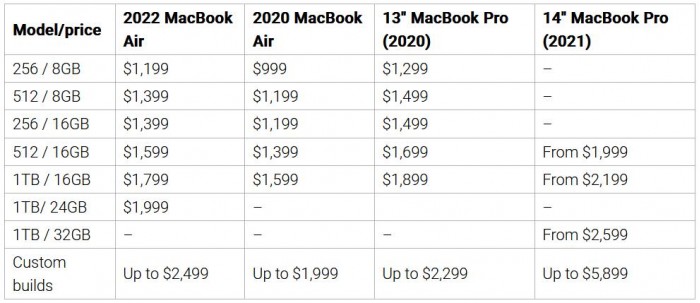 Model/price 2022 MacBook Air 2020 MacBook Air 13" MacBook Pro (2020) 14" MacBook Pro (2021)
256 / 8GB $1,199 $999 $1,299 –
512 / 8GB $1,399 $1,199 $1,499 –
256 / 16GB $1,399 $1,199 $1,499 –
512 / 16GB $1,599 $1,399 $1,699 From $1,999
1TB / 16GB $1,799 $1,599 $1,899 From $2,199
1TB/ 24GB $1,999 – –
1TB / 32GB – – – From $2,599
Custom builds Up to $2,499 Up to $1,999 Up to $2,299 Up to $5,899